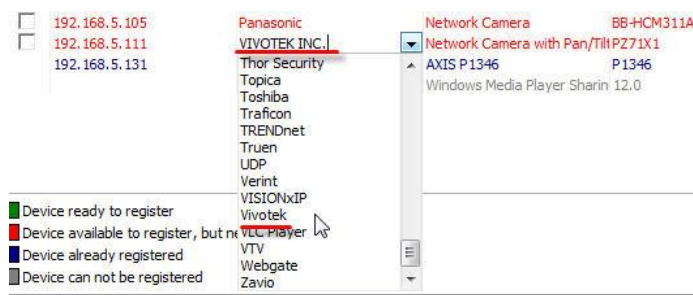 192.168.5.105 Panasonic Network Camera BB-HCM311A
192.168.5.111 VIVOTEK INC. Network Camera with Pan/Tilt PZ71X1
192.168.5.131 AXIS P1346 P1346
Windows Media Player Sharin 12.0
Thor Security
Topica
Toshiba
Traficon
TRENDnet
Truen
UDP
Verint
VISIONxIP
Vivotek
VLC Player
VTV
Webgate
Zavio
Device ready to register
Device available to register, but ne
Device already registered
Device can not be registered